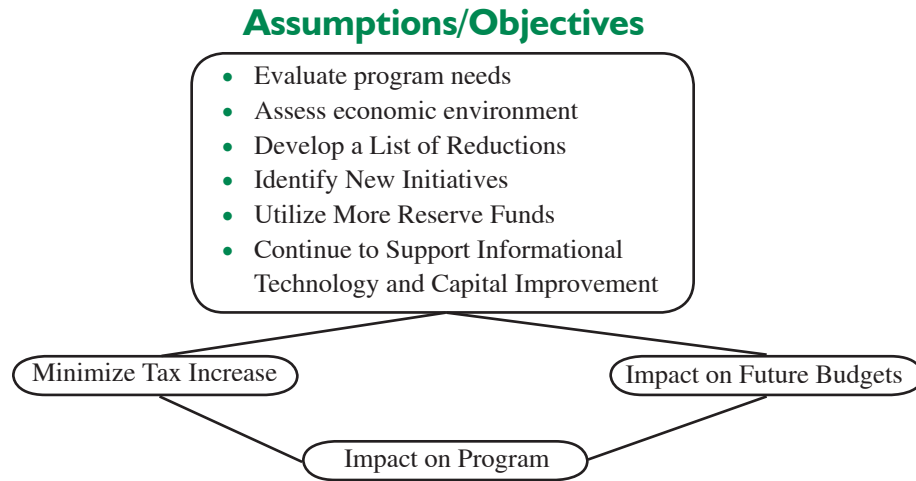 Assumptions/Objectives
• Evaluate program needs
• Assess economic environment
• Develop a List of Reductions
• Identify New Initiatives
• Utilize More Reserve Funds
• Continue to Support Informational
Technology and Capital Improvement
Minimize Tax Increase
Impact on Future Budgets
Impact on Program